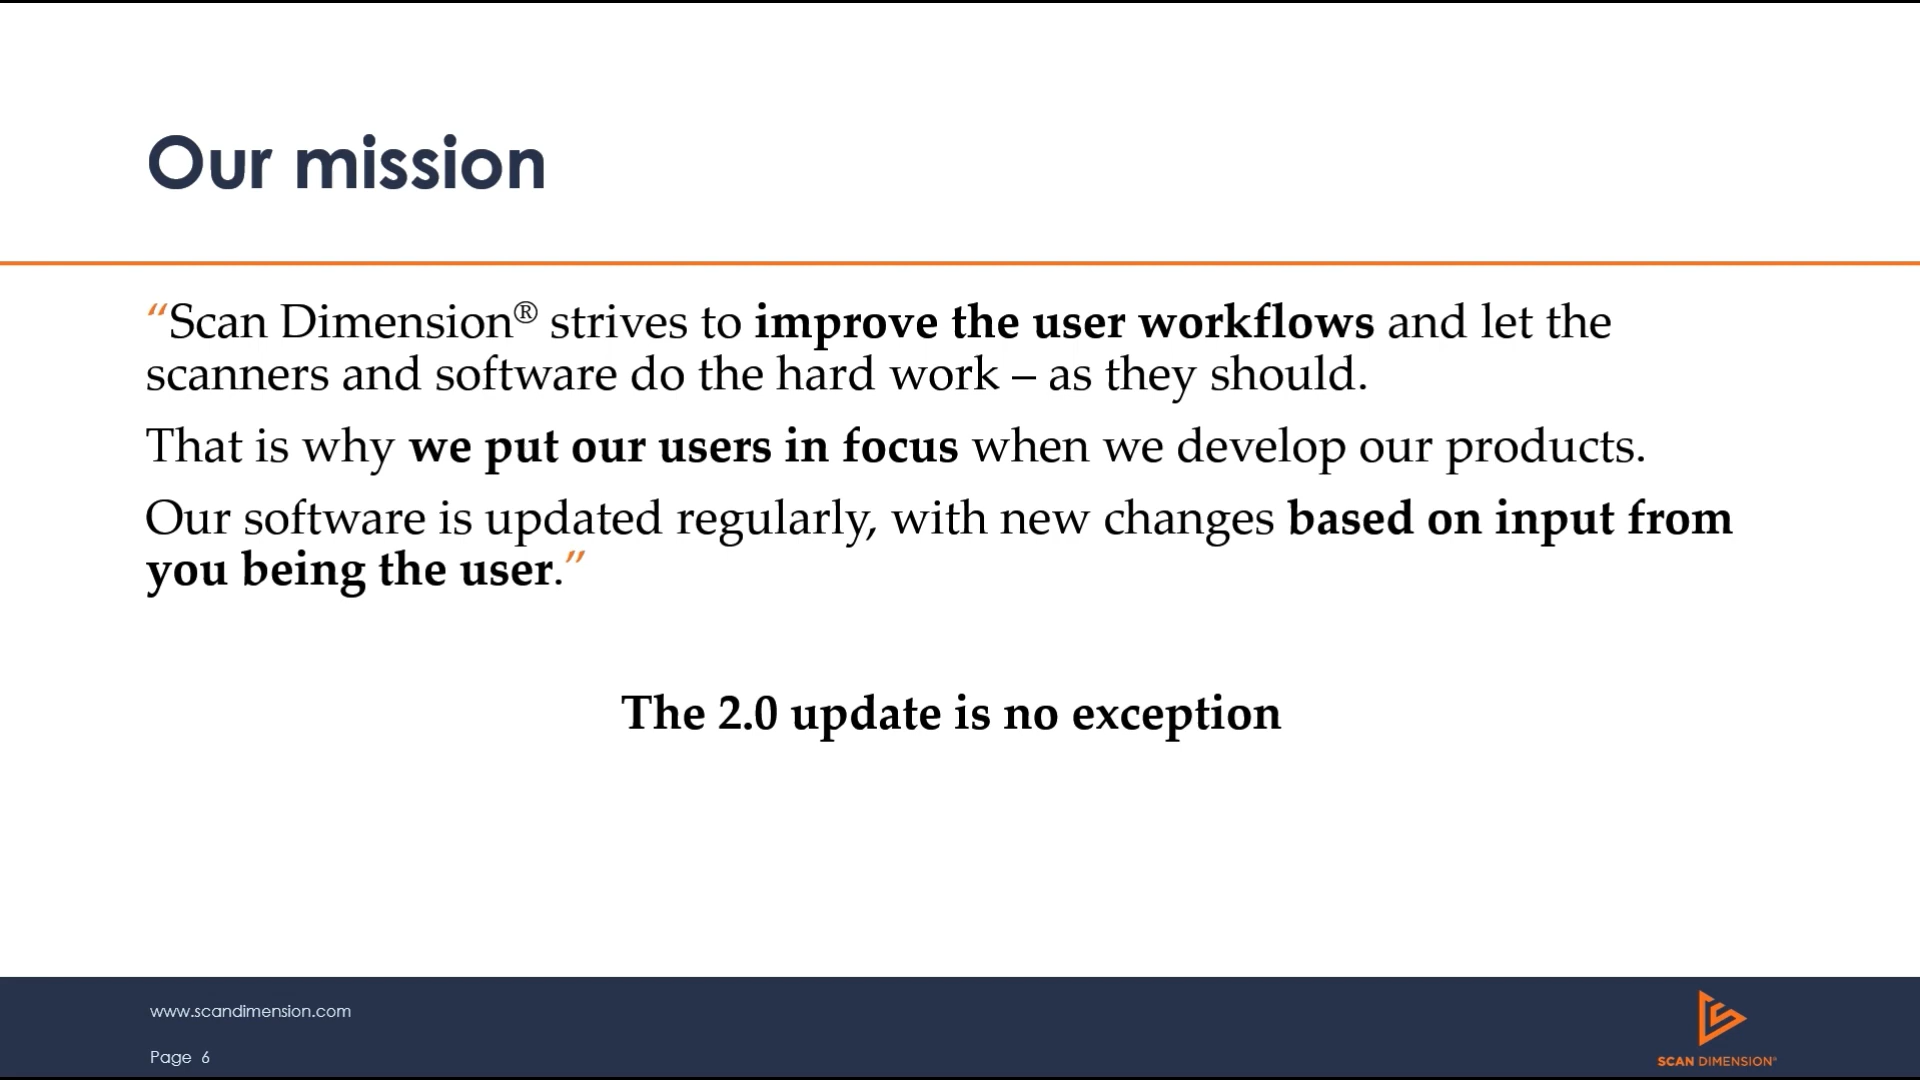 Our mission
“Scan Dimension® strives to improve the user workflows and let the
scanners and software do the hard work – as they should.
That is why we put our users in focus when we develop our products.
Our software is updated regularly, with new changes based on input from
you being the user.”
The 2.0 update is no exception
www.scandimension.com
Page 6
SCAN DIMENSION®